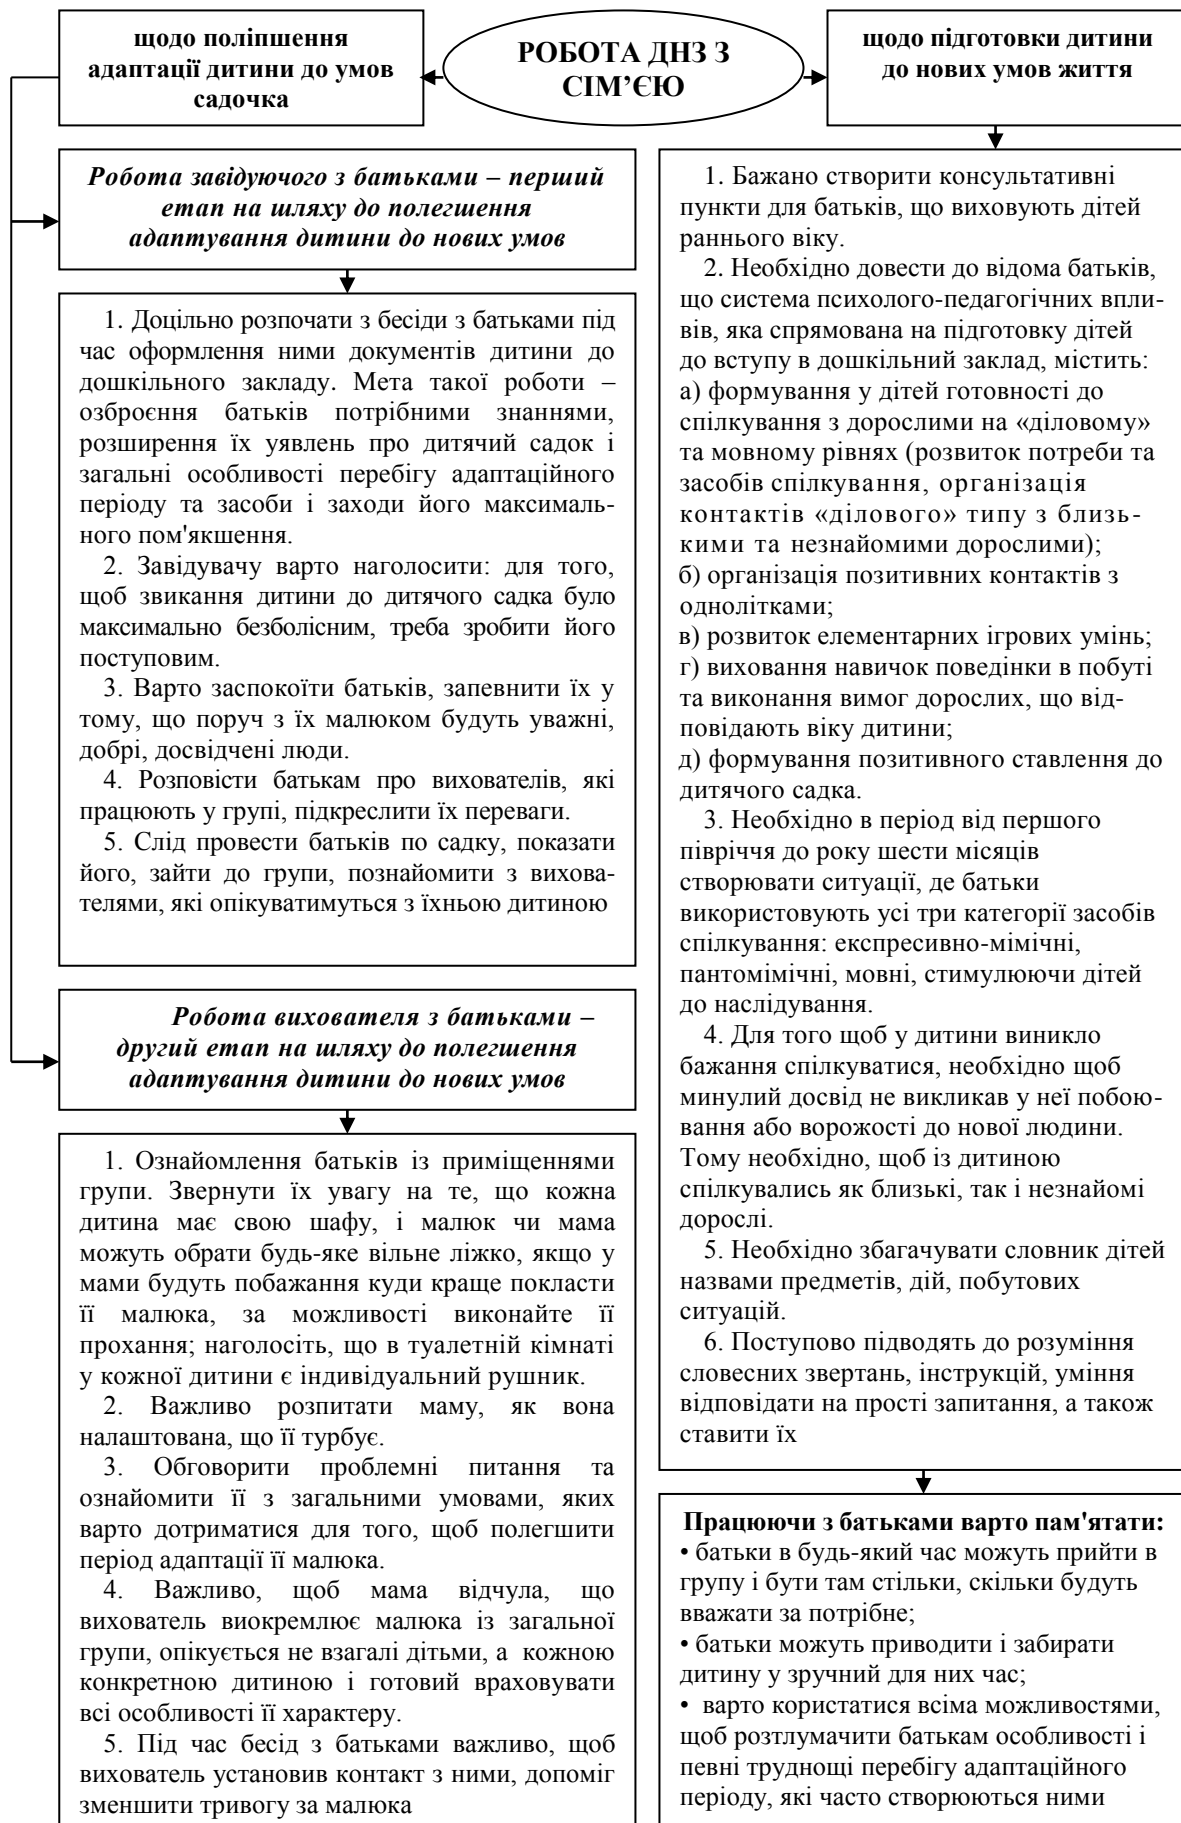 щодо поліпшення
адаптації дитини до умов
садочка
РОБОТА ДНЗ З
СІМ’ЄЮ
щодо підготовки дитини
до нових умов життя
Робота завідуючого з батьками – перший
етап на шляху до полегшення
адаптування дитини до нових умов
1. Доцільно розпочати з бесіди з батьками під
час оформлення ними документів дитини до
дошкільного закладу. Мета такої роботи –
озброєння батьків потрібними знаннями,
розширення їх уявлень про дитячий садок і
загальні особливості перебігу адаптаційного
періоду та засоби і заходи його максималь-
ного пом'якшення.
2. Завідувачу варто наголосити: для того,
щоб звикання дитини до дитячого садка було
максимально безболісним, треба зробити його
поступовим.
3. Варто заспокоїти батьків, запевнити їх у
тому, що поруч з їх малюком будуть уважні,
добрі, досвідчені люди.
4. Розповісти батькам про вихователів, які
працюють у групі, підкреслити їх переваги.
5. Слід провести батьків по садку, показати
його, зайти до групи, познайомити з вихова-
телями, які опікуватимуться з їхньою дитиною
Робота вихователя з батьками –
другий етап на шляху до полегшення
адаптування дитини до нових умов
1. Ознайомлення батьків із приміщеннями
групи. Звернути їх увагу на те, що кожна
дитина має свою шафу, і малюк чи мама
можуть обрати будь-яке вільне ліжко, якщо у
мами будуть побажання куди краще покласти
її малюка, за можливості виконайте її
прохання; наголосіть, що в туалетній кімнаті
у кожної дитини є індивідуальний рушник.
2. Важливо розпитати маму, як вона
налаштована, що її турбує.
3. Обговорити проблемні питання та
ознайомити її з загальними умовами, яких
варто дотриматися для того, щоб полегшити
період адаптації її малюка.
4. Важливо, щоб мама відчула, що
вихователь виокремлює малюка із загальної
групи, опікується не взагалі дітьми, а кожною
конкретною дитиною і готовий враховувати
всі особливості її характеру.
5. Під час бесід з батьками важливо, щоб
вихователь установив контакт з ними, допоміг
зменшити тривогу за малюка
1. Бажано створити консультативні
пункти для батьків, що виховують дітей
раннього віку.
2. Необхідно довести до відома батьків,
що система психолого-педагогічних впли-
вів, яка спрямована на підготовку дітей
до вступу в дошкільний заклад, містить:
а) формування у дітей готовності до
спілкування з дорослими на «діловому»
та мовному рівнях (розвиток потреби та
засобів спілкування, організація
контактів «ділового» типу з близь-
кими та незнайомими дорослими);
б) організація позитивних контактів з
однолітками;
в) розвиток елементарних ігрових умінь;
г) виховання навичок поведінки в побуті
та виконання вимог дорослих, що від-
повідають віку дитини;
д) формування позитивного ставлення до
дитячого садка.
3. Необхідно в період від першого
півріччя до року шести місяців
створювати ситуації, де батьки
використовують усі три категорії засобів
спілкування: експресивно-мімічні,
пантомімічні, мовні, стимулюючи дітей
до наслідування.
4. Для того щоб у дитини виникло
бажання спілкуватися, необхідно щоб
минулий досвід не викликав у неї побою-
вання або ворожості до нової людини.
Тому необхідно, щоб із дитиною
спілкувались як близькі, так і незнайомі
дорослі.
5. Необхідно збагачувати словник дітей
назвами предметів, дій, побутових
ситуацій.
6. Поступово підводять до розуміння
словесних звертань, інструкцій, уміння
відповідати на прості запитання, а також
ставити їх
Працюючи з батьками варто пам'ятати:
• батьки в будь-який час можуть прийти в
групу і бути там стільки, скільки будуть
вважати за потрібне;
• батьки можуть приводити і забирати
дитину у зручний для них час;
• варто користатися всіма можливостями,
щоб розтлумачити батькам особливості і
певні труднощі перебігу адаптаційного
періоду, які часто створюються ними